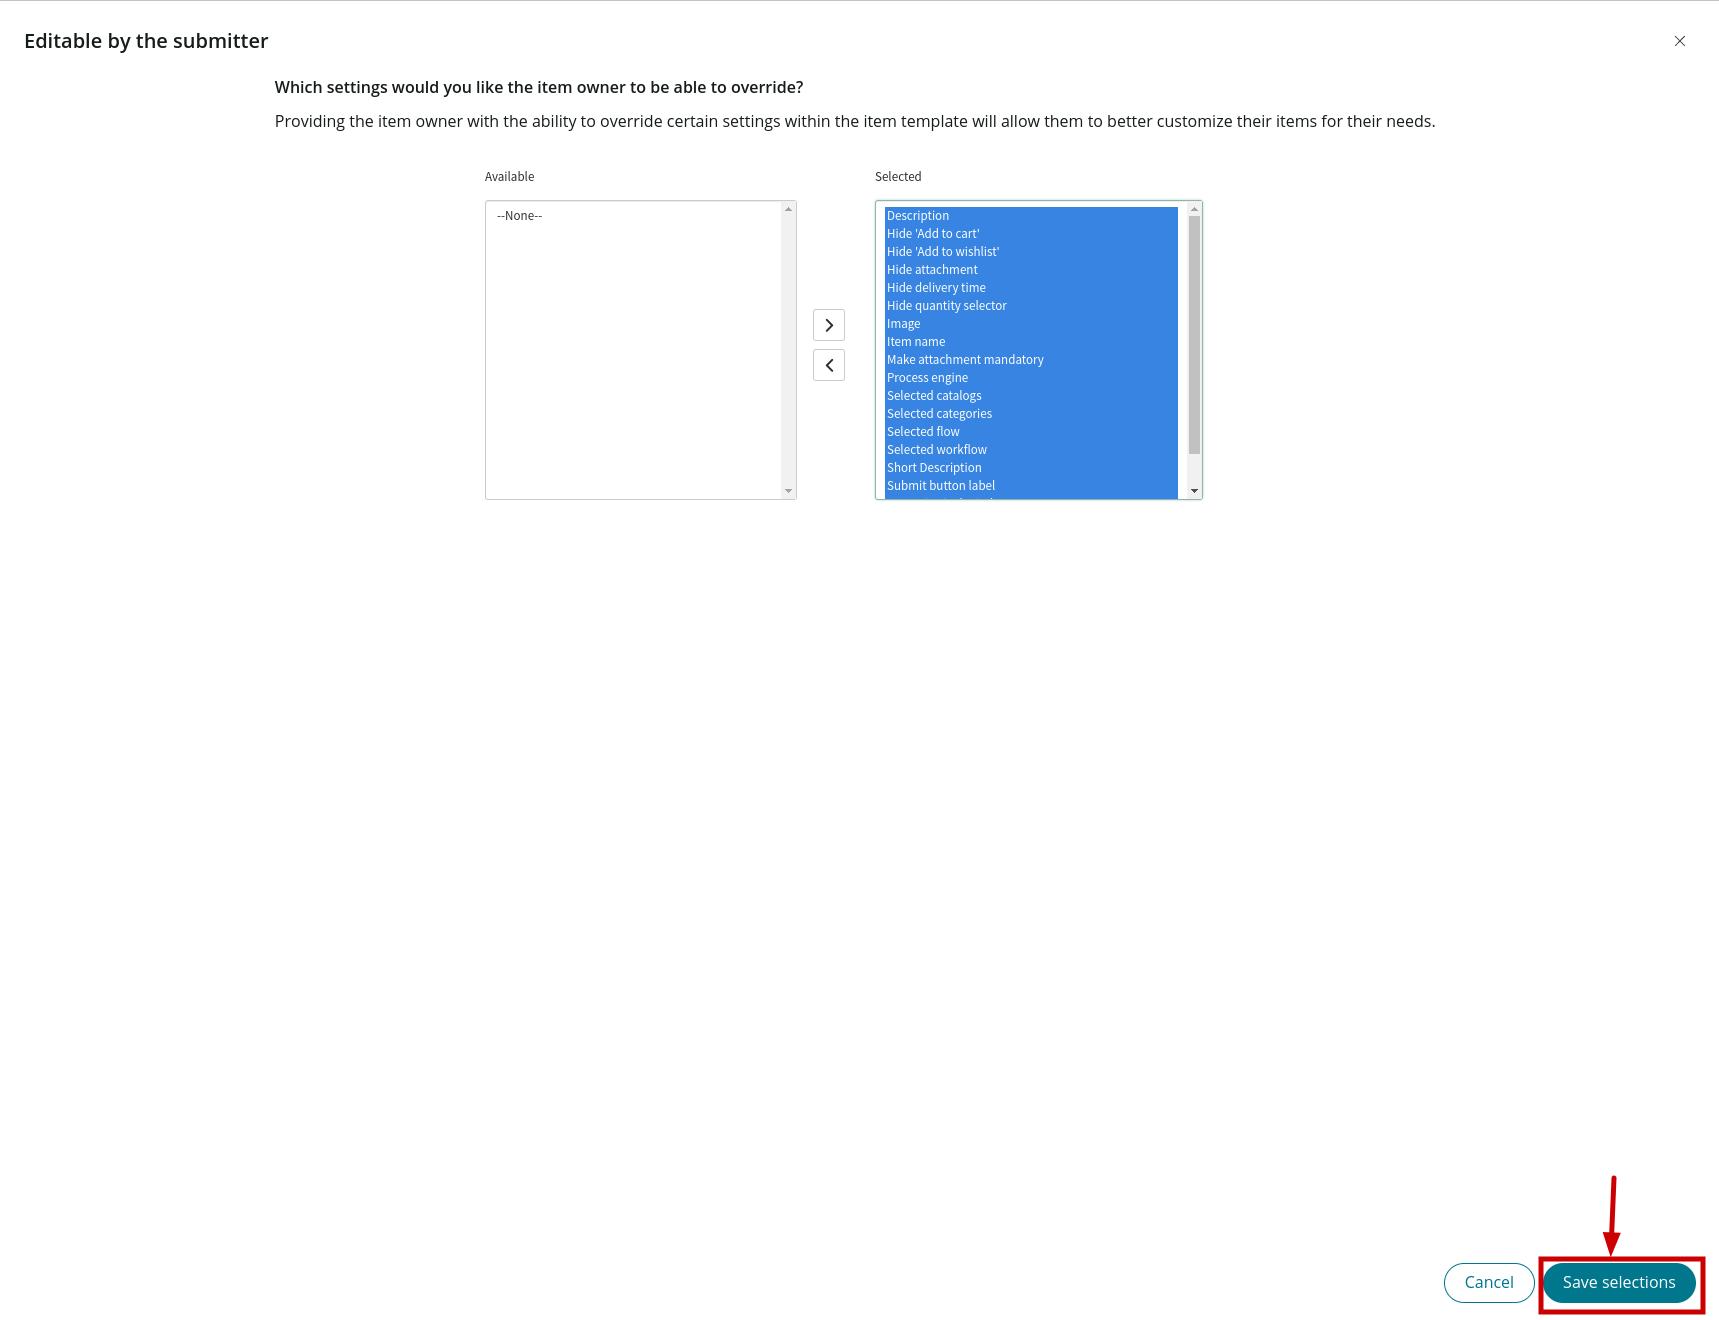 Editable by the submitter
Which settings would you like the item owner to be able to override?
Providing the item owner with the ability to override certain settings within the item template will allow them to better customize their items for their needs.
Available
--None--
Selected
Description
Hide 'Add to cart'
Hide 'Add to wishlist'
Hide attachment
Hide delivery time
Hide quantity selector
Image
Item name
Make attachment mandatory
Process engine
Selected catalogs
Selected categories
Selected flow
Selected workflow
Short Description
Submit button label
Cancel
Save selections